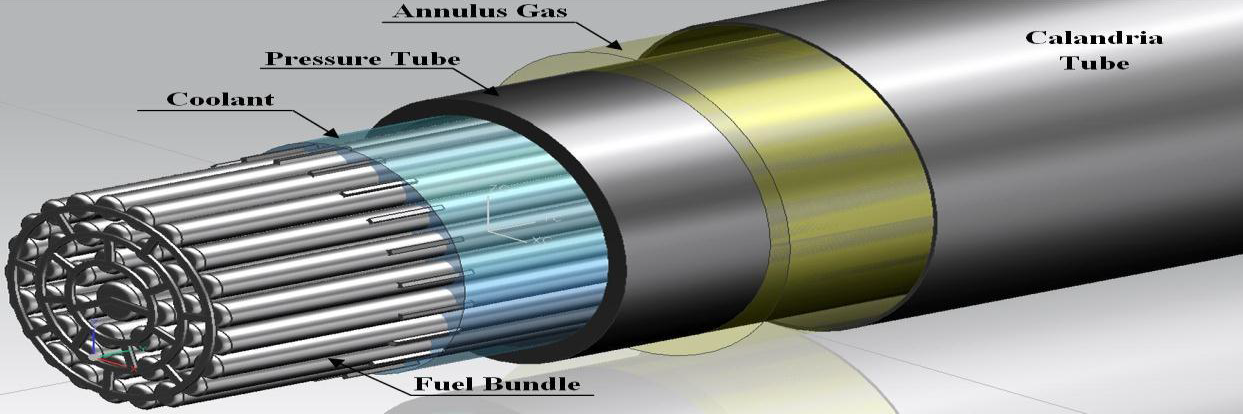 Annulus Gas
Pressure Tube
Coolant
Calandria
Tube
Fuel Bundle